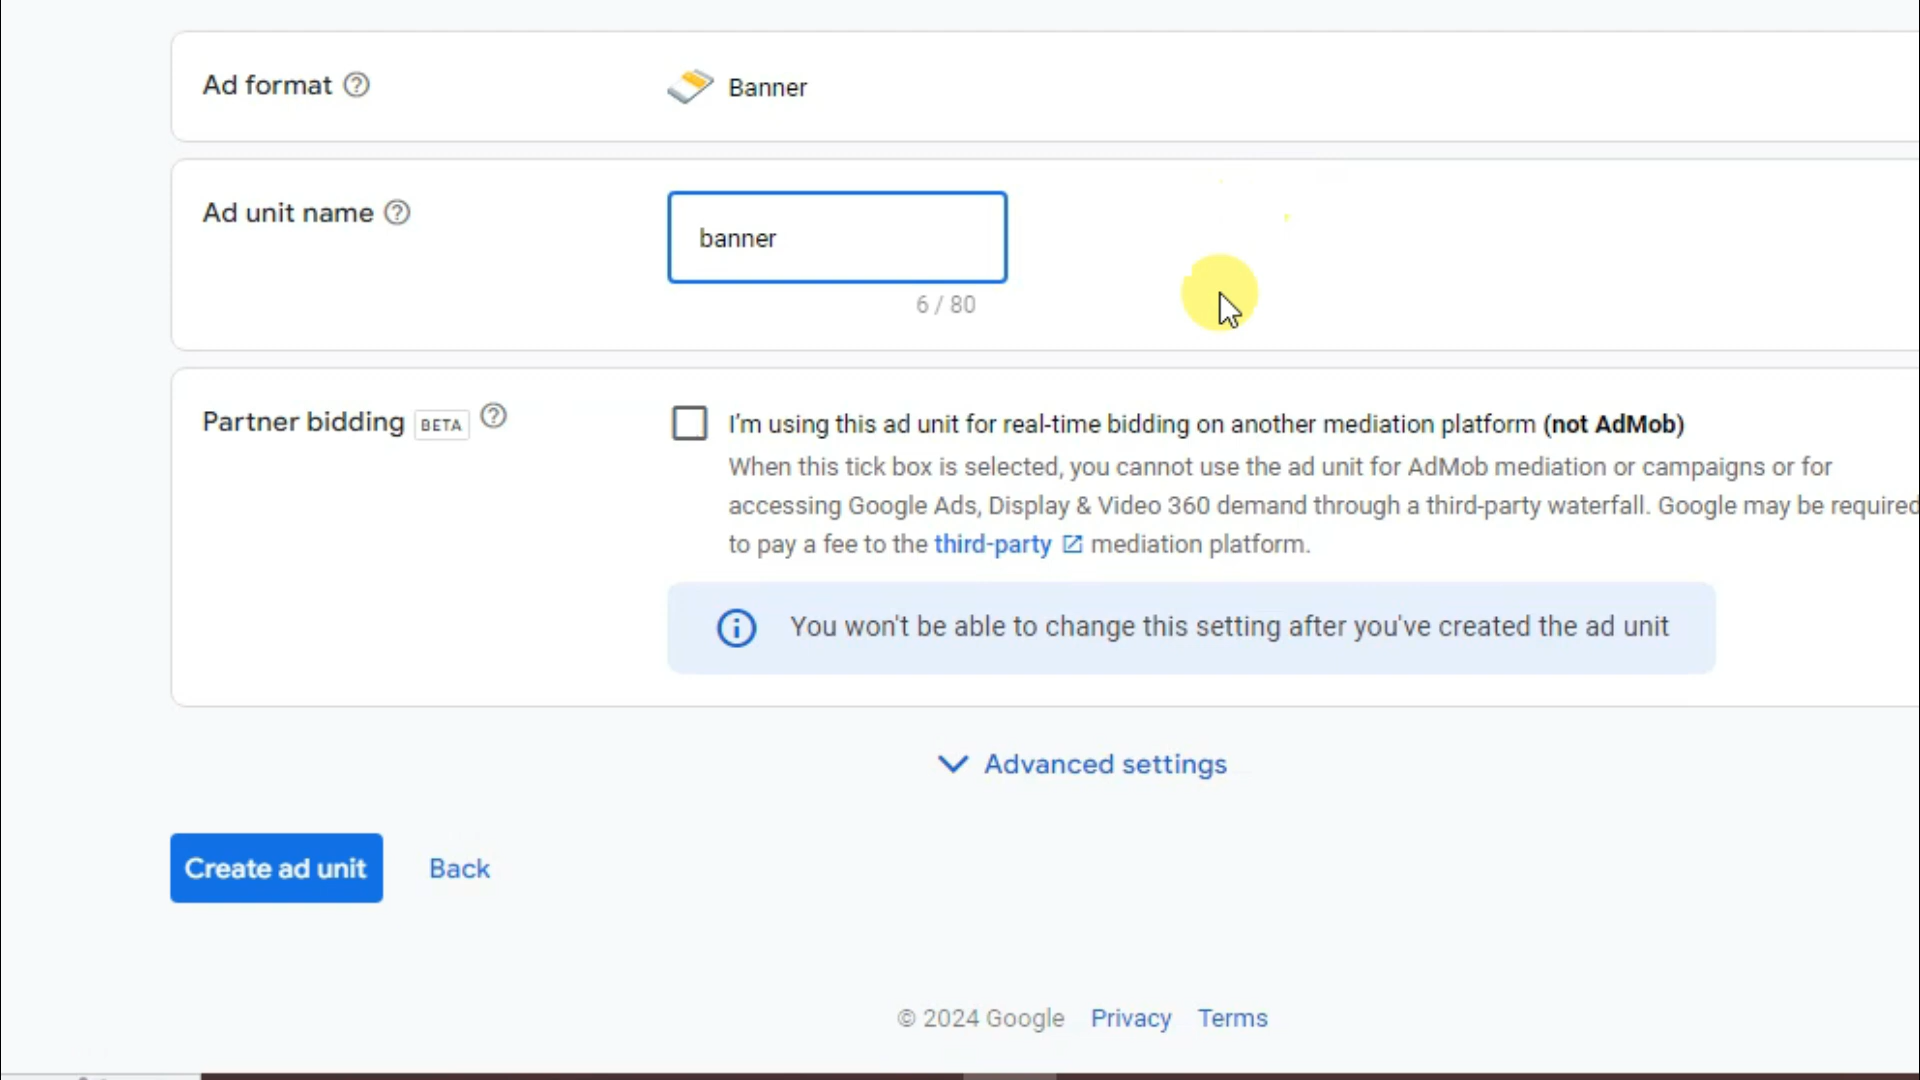 Ad format
Banner
Ad unit name
banner
6 / 80
Partner bidding BETA
I'm using this ad unit for real-time bidding on another mediation platform (not AdMob)
When this tick box is selected, you cannot use the ad unit for AdMob mediation or campaigns or for
accessing Google Ads, Display & Video 360 demand through a third-party waterfall. Google may be required
to pay a fee to the third-party mediation platform.
You won't be able to change this setting after you've created the ad unit
Advanced settings
Create ad unit
Back
© 2024 Google Privacy Terms